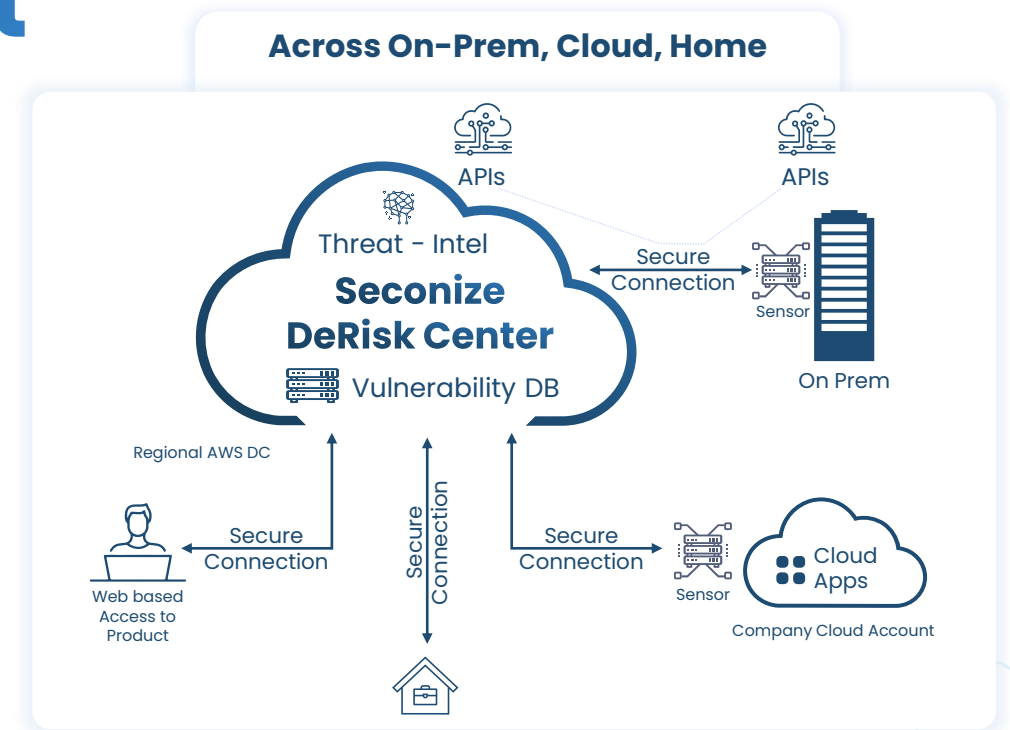 Across On-Prem, Cloud, Home
APIs
APIs
Threat - Intel
Seconize
DeRisk Center
Vulnerability DB
Secure
Connection
Sensor
On Prem
Regional AWS DC
Secure
Connection
Web based
Access to
Product
Secure
Connection
Secure
Connection
Sensor
Cloud
Apps
Company Cloud Account